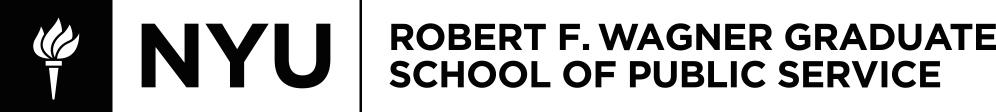 NYU
ROBERT F. WAGNER GRADUATE
SCHOOL OF PUBLIC SERVICE